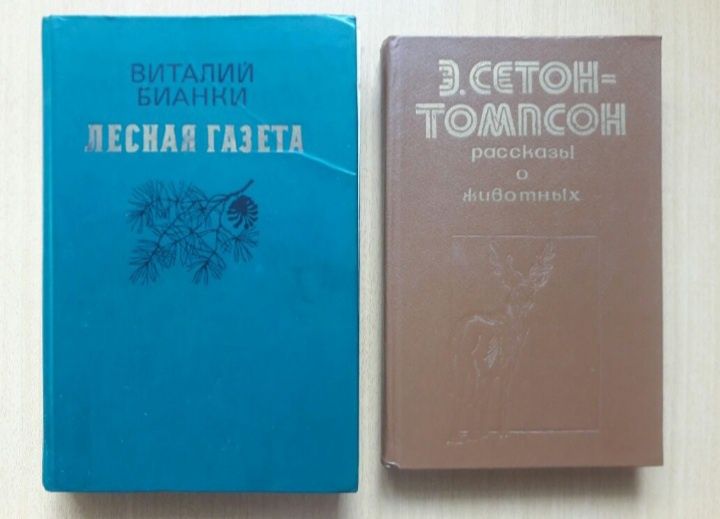 ВИТАЛИЙ
БИАНКИ
ЛЕСНАЯ ГАЗЕТА
Э. СЕТОН-
ТОМПСОН
рассказы
о
животных